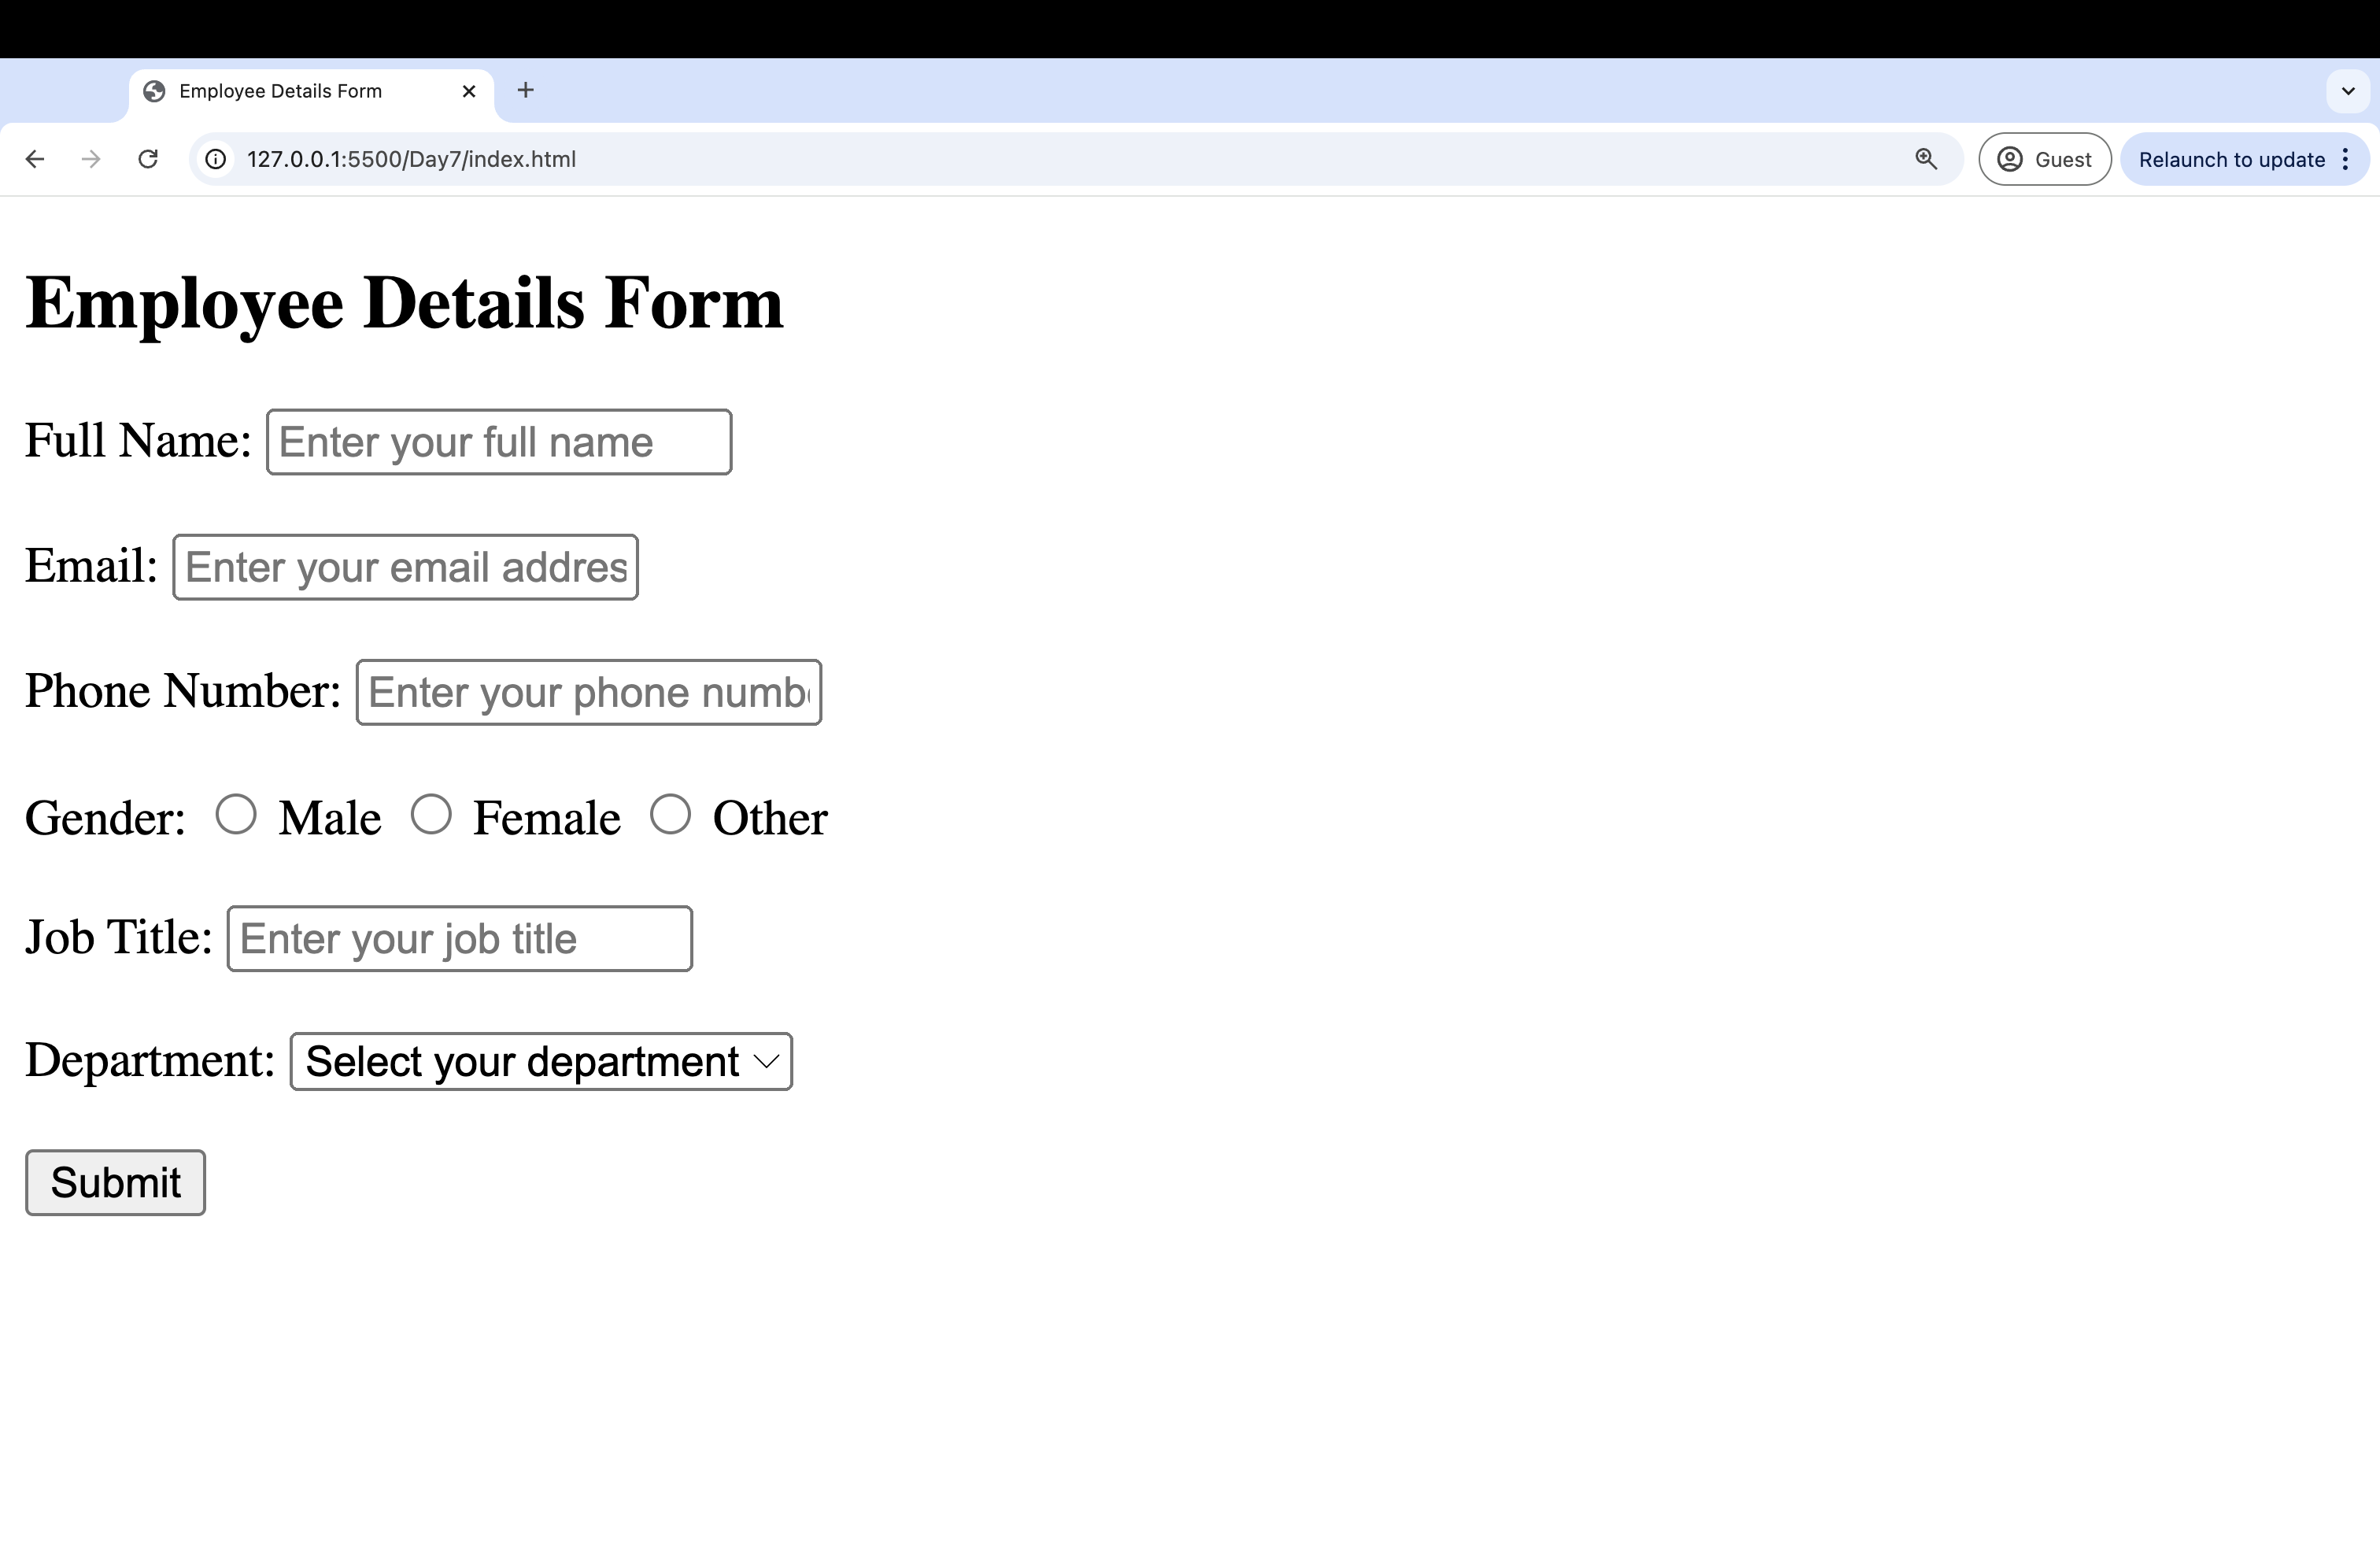 Employee Details Form
127.0.0.1:5500/Day7/index.html
Guest
Relaunch to update
Employee Details Form
Full Name: Enter your full name
Email: Enter your email addres
Phone Number: Enter your phone numb
Gender: Male Female Other
Job Title: Enter your job title
Department: Select your department
Submit